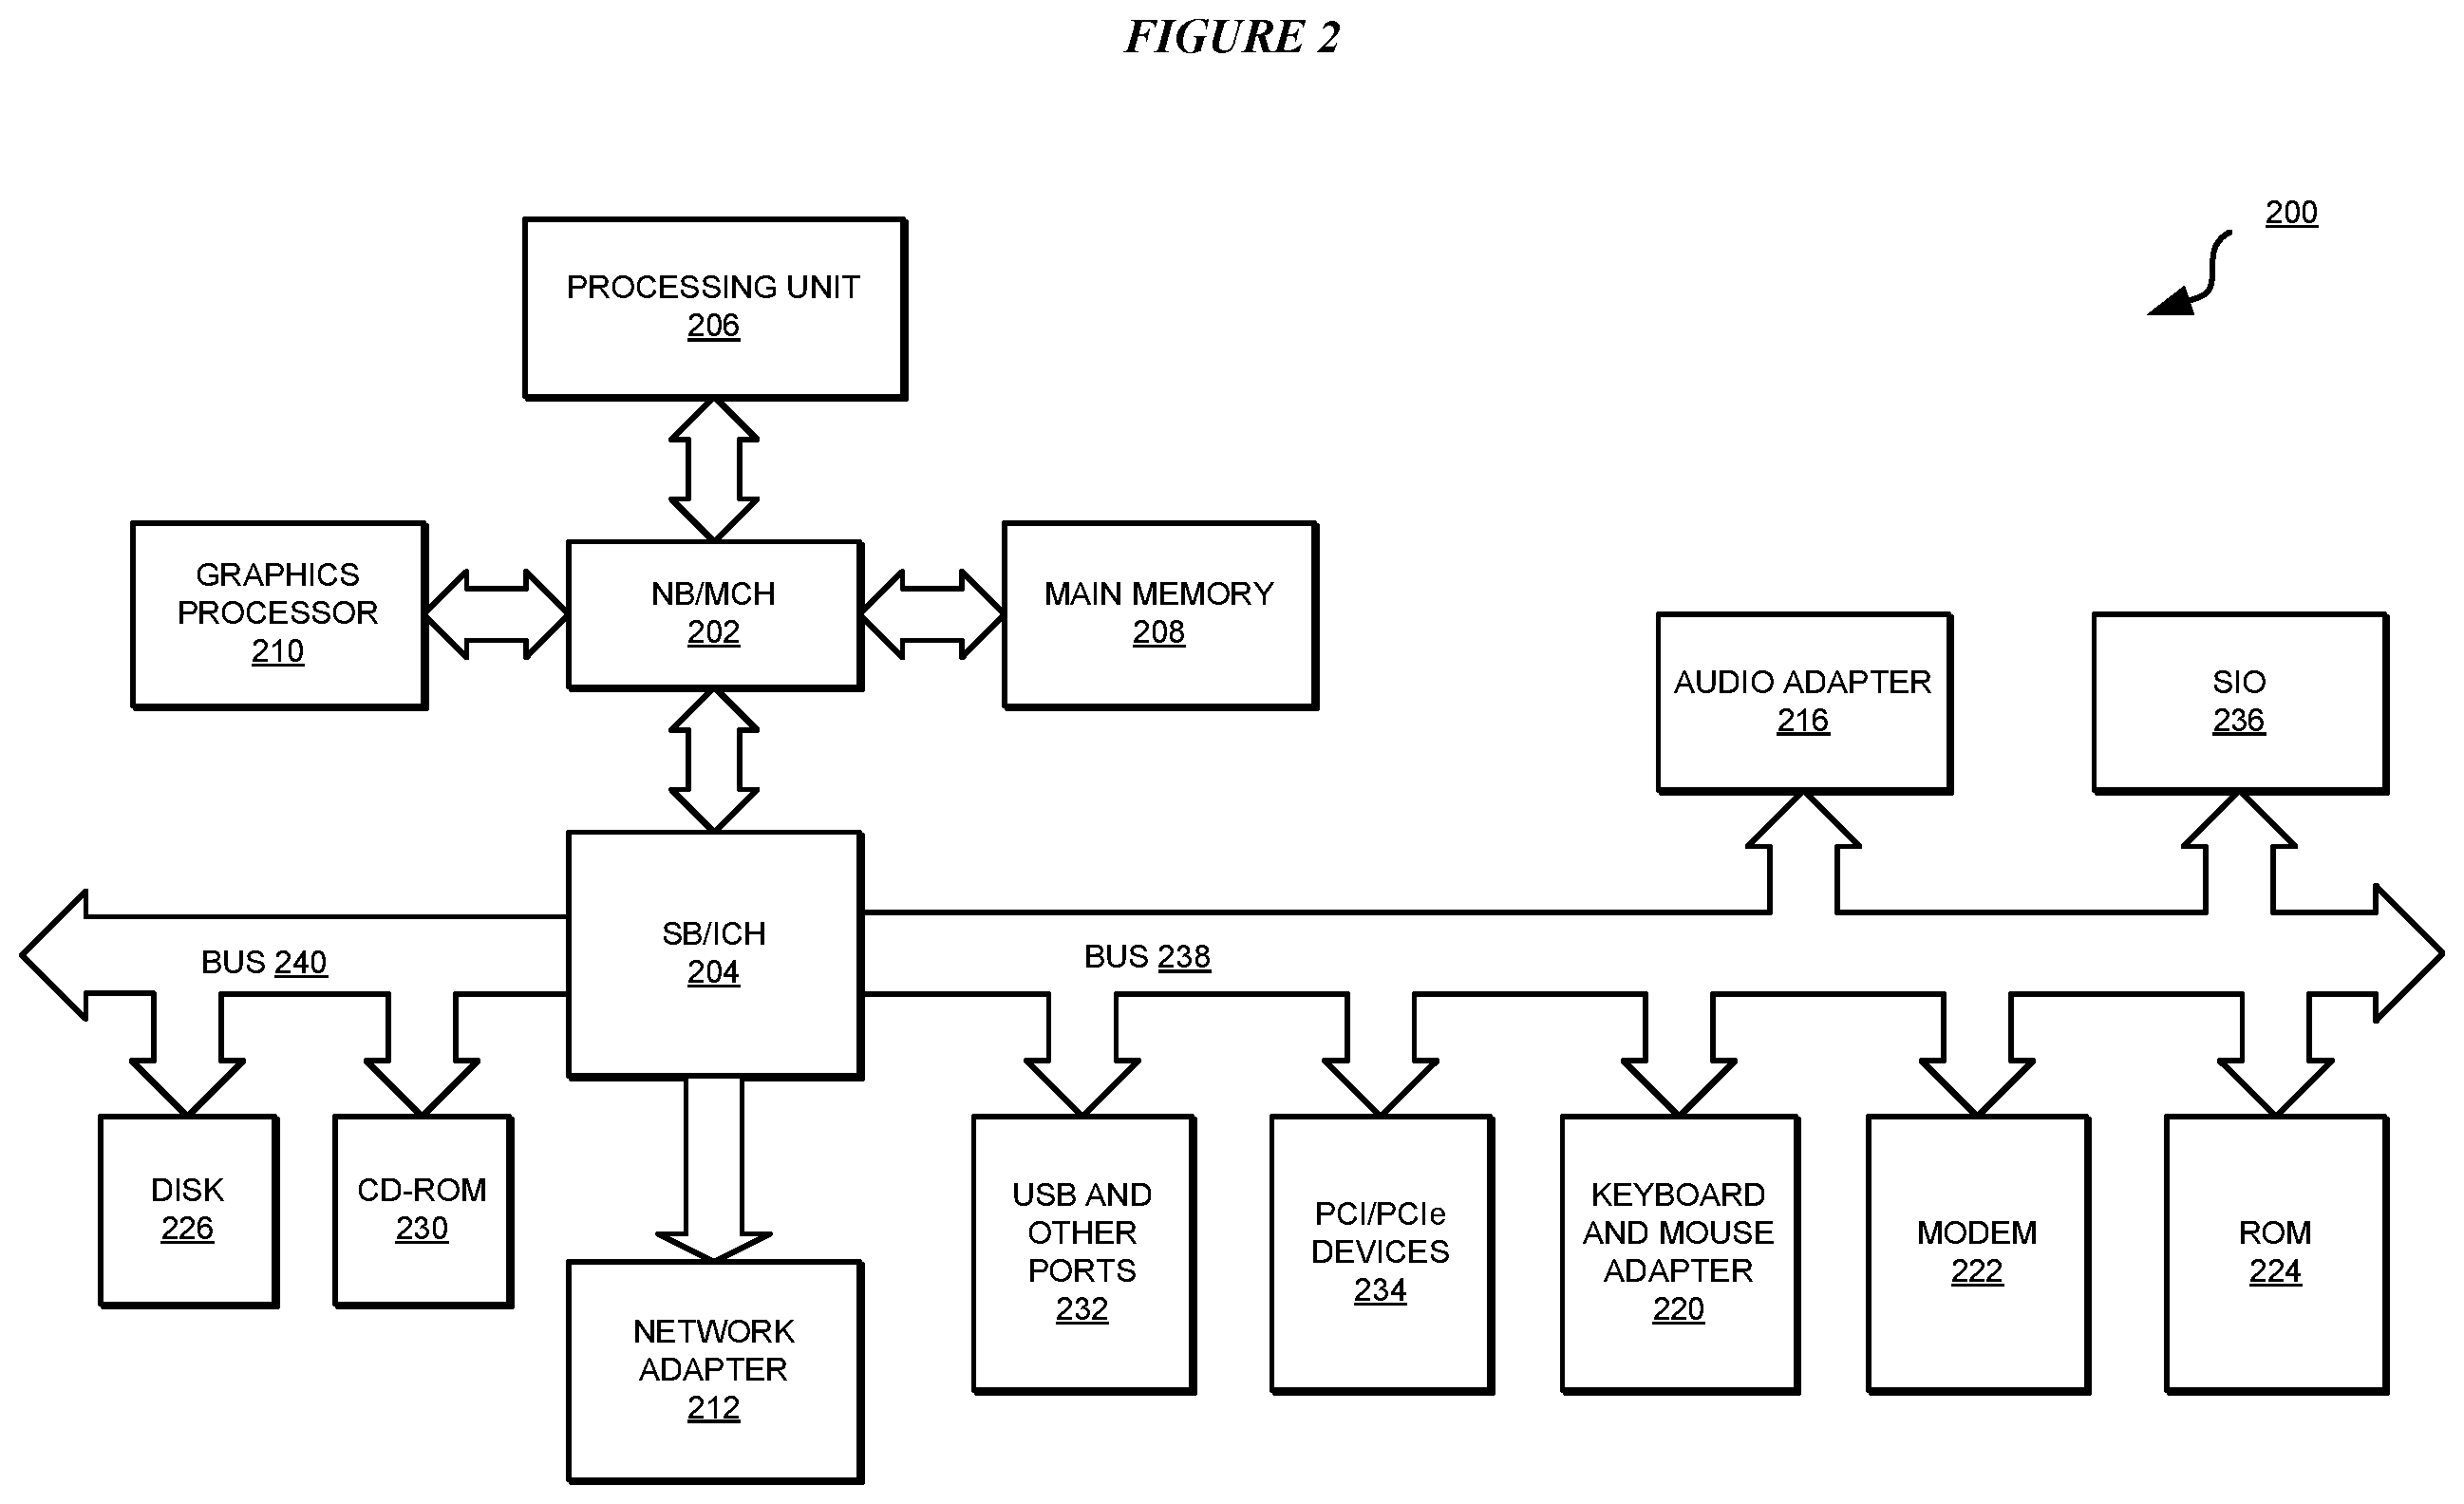 FIGURE 2
200
PROCESSING UNIT
206
GRAPHICS
PROCESSOR
210
NB/MCH
202
MAIN MEMORY
208
AUDIO ADAPTER
216
SIO
236
SB/ICH
204
BUS 240
BUS 238
DISK
226
CD-ROM
230
NETWORK
ADAPTER
212
USB AND
OTHER
PORTS
232
PCI/PCIe
DEVICES
234
KEYBOARD
AND MOUSE
ADAPTER
220
MODEM
222
ROM
224